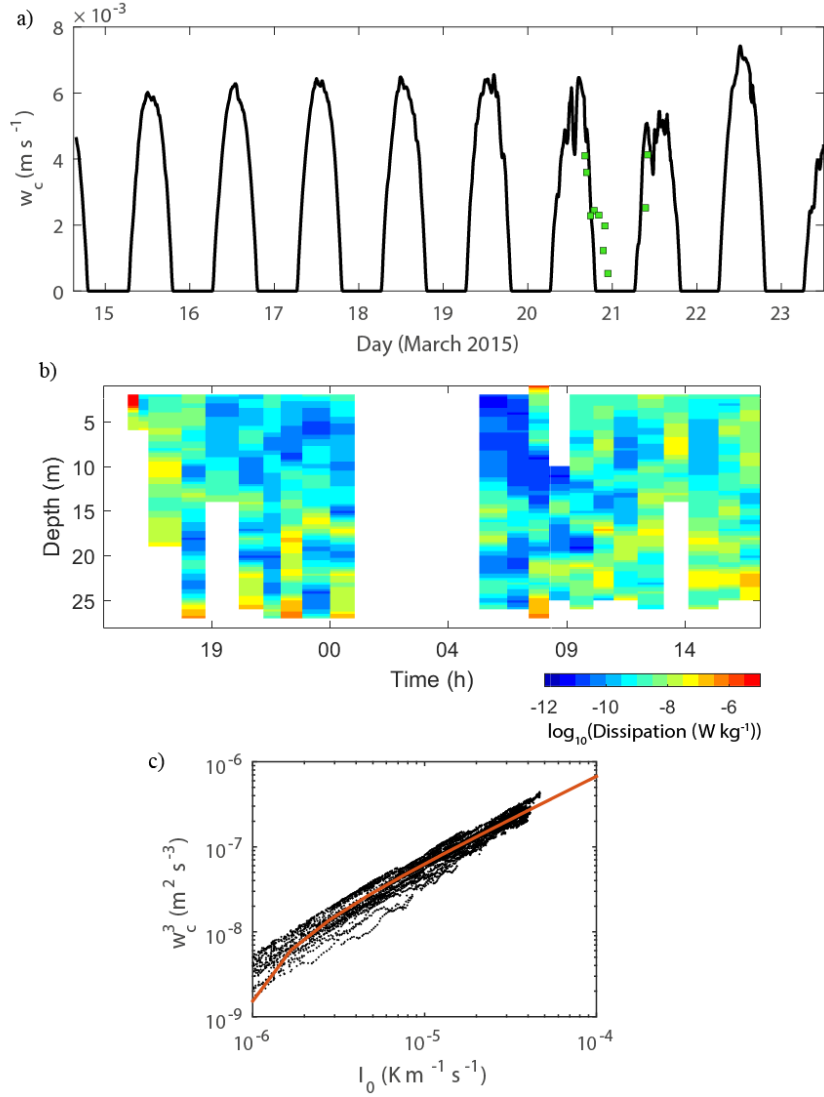 a)
× 10⁻³
8
6
4
2
0
w_c (m s⁻¹)
15 16 17 18 19 20 21 22 23
Day (March 2015)
b)
5
10
15
20
25
Depth (m)
19 00 04 09 14
Time (h)
-12 -10 -8 -6
log₁₀(Dissipation (W kg⁻¹))
c)
10⁻⁶
10⁻⁷
10⁻⁸
10⁻⁹
w_c³ (m² s⁻³)
10⁻⁶ 10⁻⁵ 10⁻⁴
I₀ (K m⁻¹ s⁻¹)